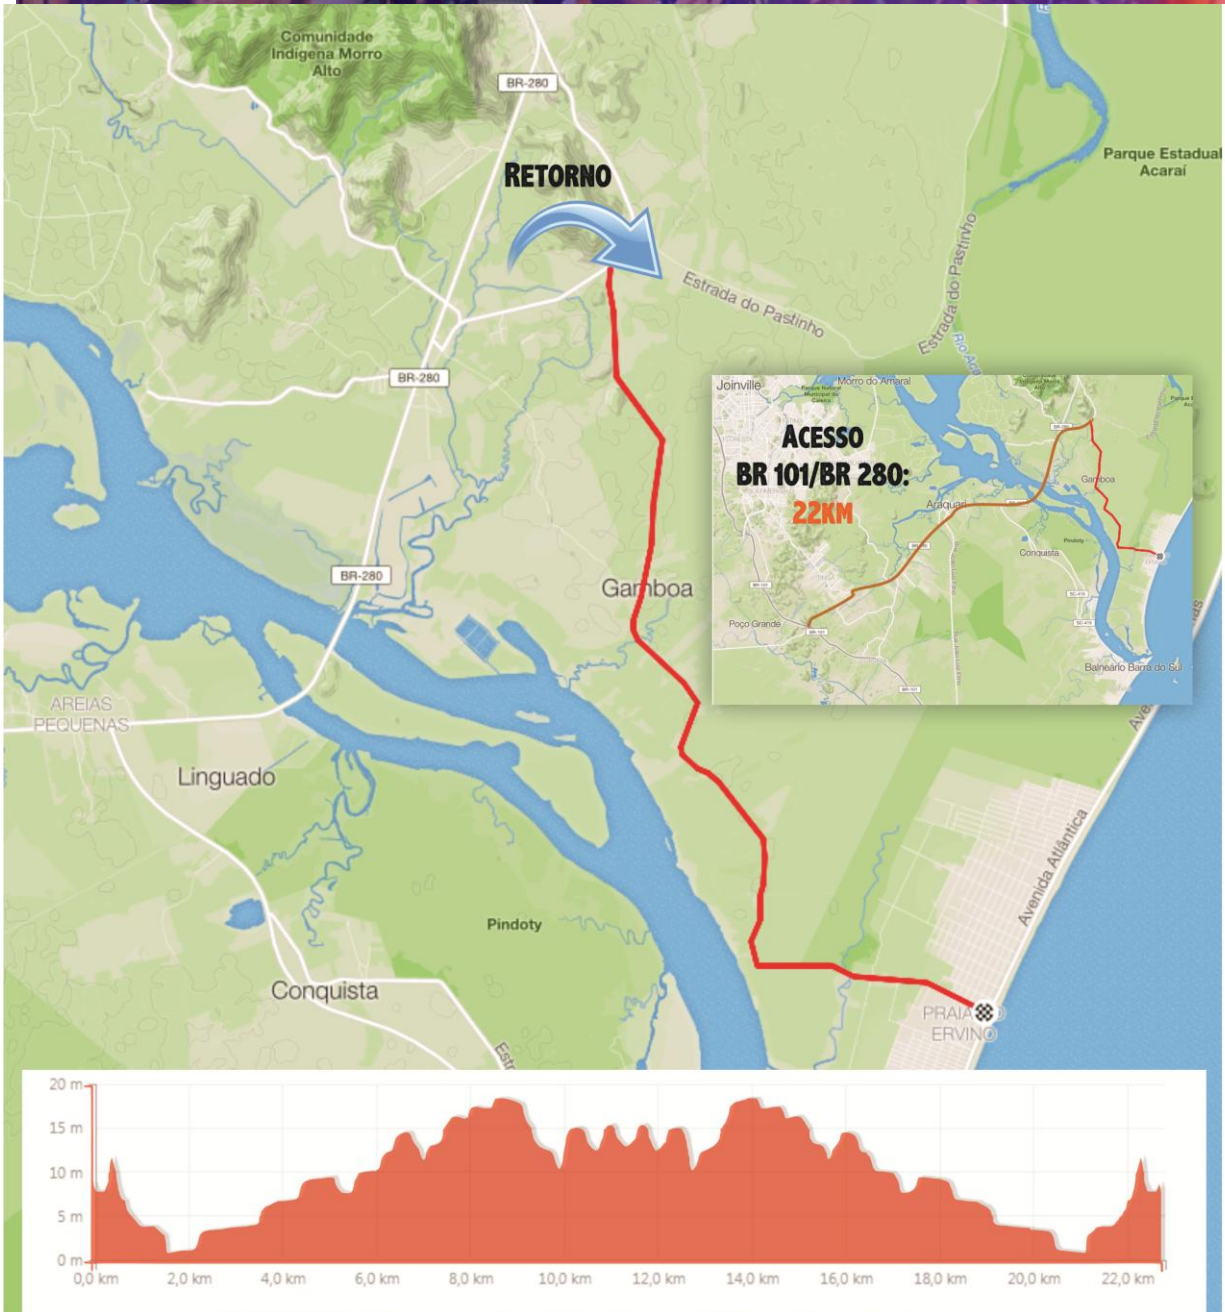 Comunidade
Indígena Morro
Alto
BR-280
RETORNO
Parque Estadual
Acaraí
Estrada do Pastinho
Estrada do Pastinho
BR-280
Joinville
Morro do Amaral
ACESSO
BR 101/BR 280:
22KM
Araquari
Gamboa
Conquista
Pindoty
Poço Grande
Balneário Barra do Sul
BR-280
Gamboa
AREIAS
PEQUENAS
Linguado
Avenida Atlântica
Pindoty
Conquista
Estr
PRAIA DO
ERVINO
20 m
15 m
10 m
5 m
0 m
0,0 km
2,0 km
4,0 km
6,0 km
8,0 km
10,0 km
12,0 km
14,0 km
16,0 km
18,0 km
20,0 km
22,0 km